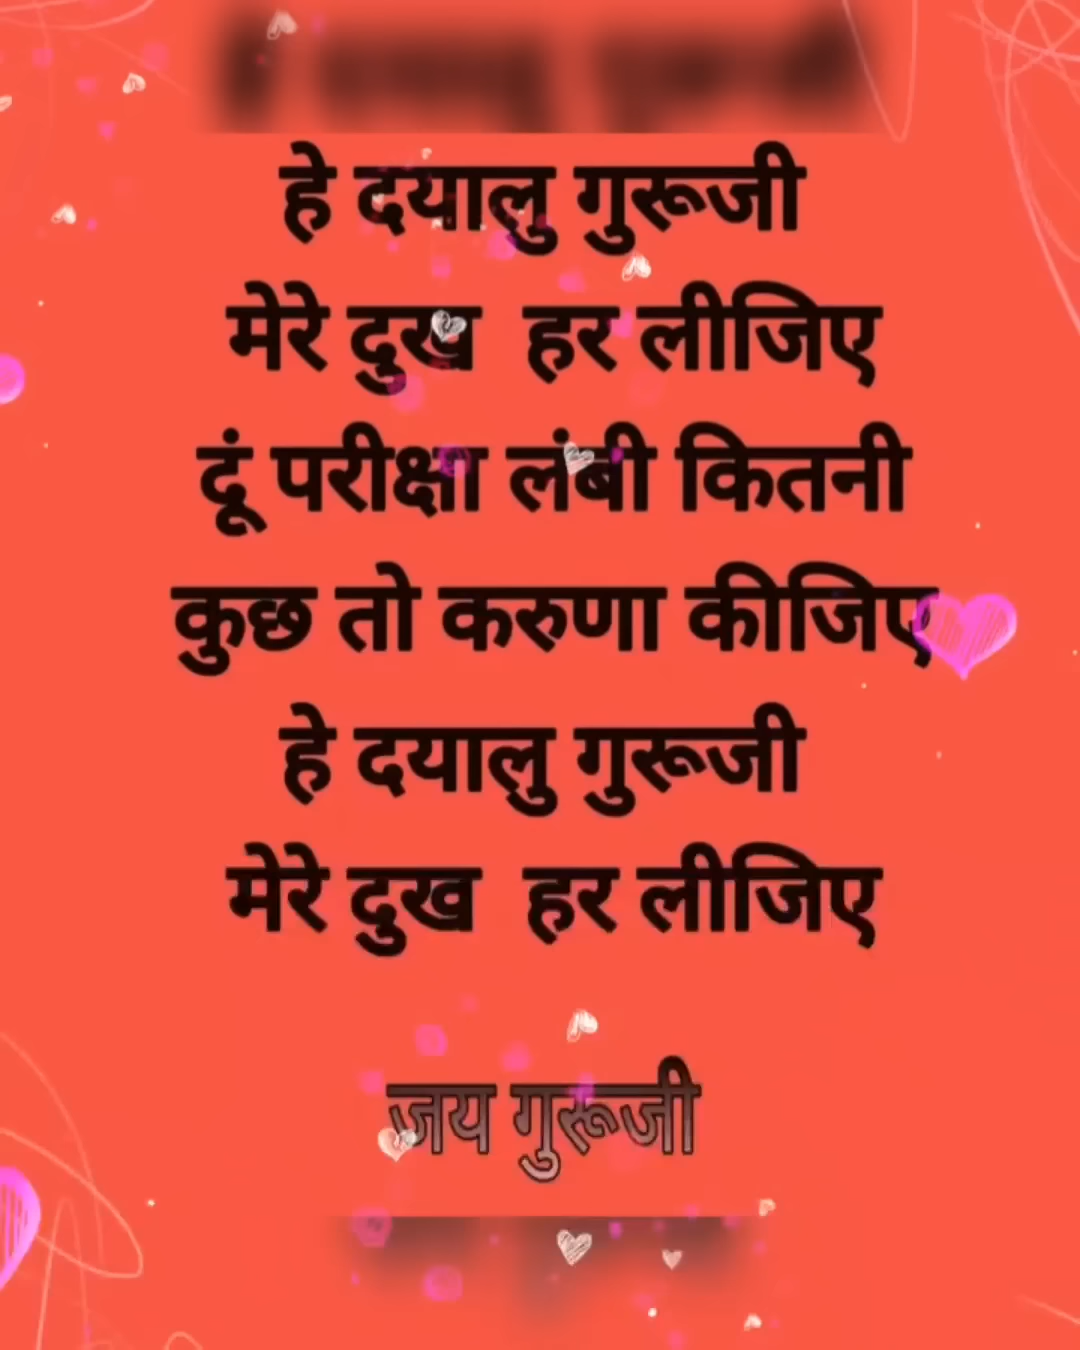 हे दयालु गुरूजी
मेरे दुख हर लीजिए
दूं परीक्षा लंबी कितनी
कुछ तो करुणा कीजिए
हे दयालु गुरूजी
मेरे दुख हर लीजिए
जय गुरूजी